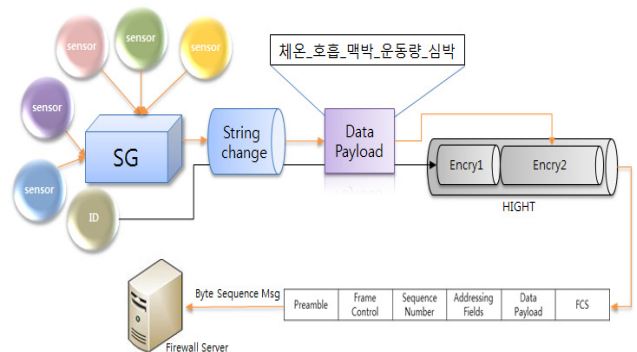 sensor
sensor
sensor
sensor
sensor
ID
SG
String
change
Data
Payload
체온_호흡_맥박_운동량_심박
Encry1
Encry2
HIGHT
Byte Sequence Msg
Preamble
Frame
Control
Sequence
Number
Addressing
Fields
Data
Payload
FCS
Firewall Server